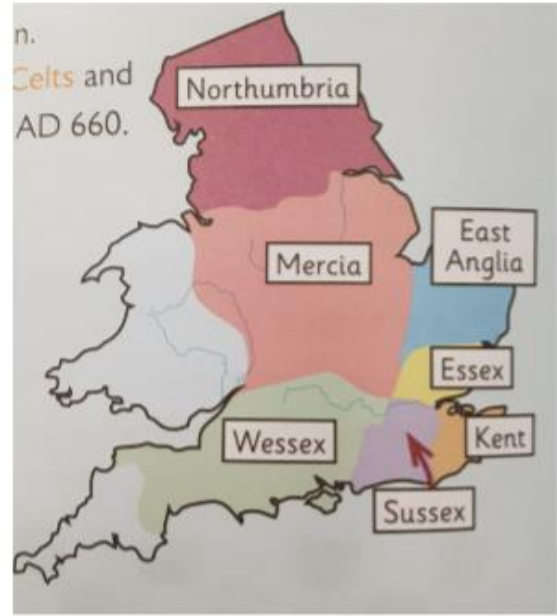 n.
Celts and
AD 660.
Northumbria
East
Anglia
Mercia
Essex
Wessex
Kent
Sussex